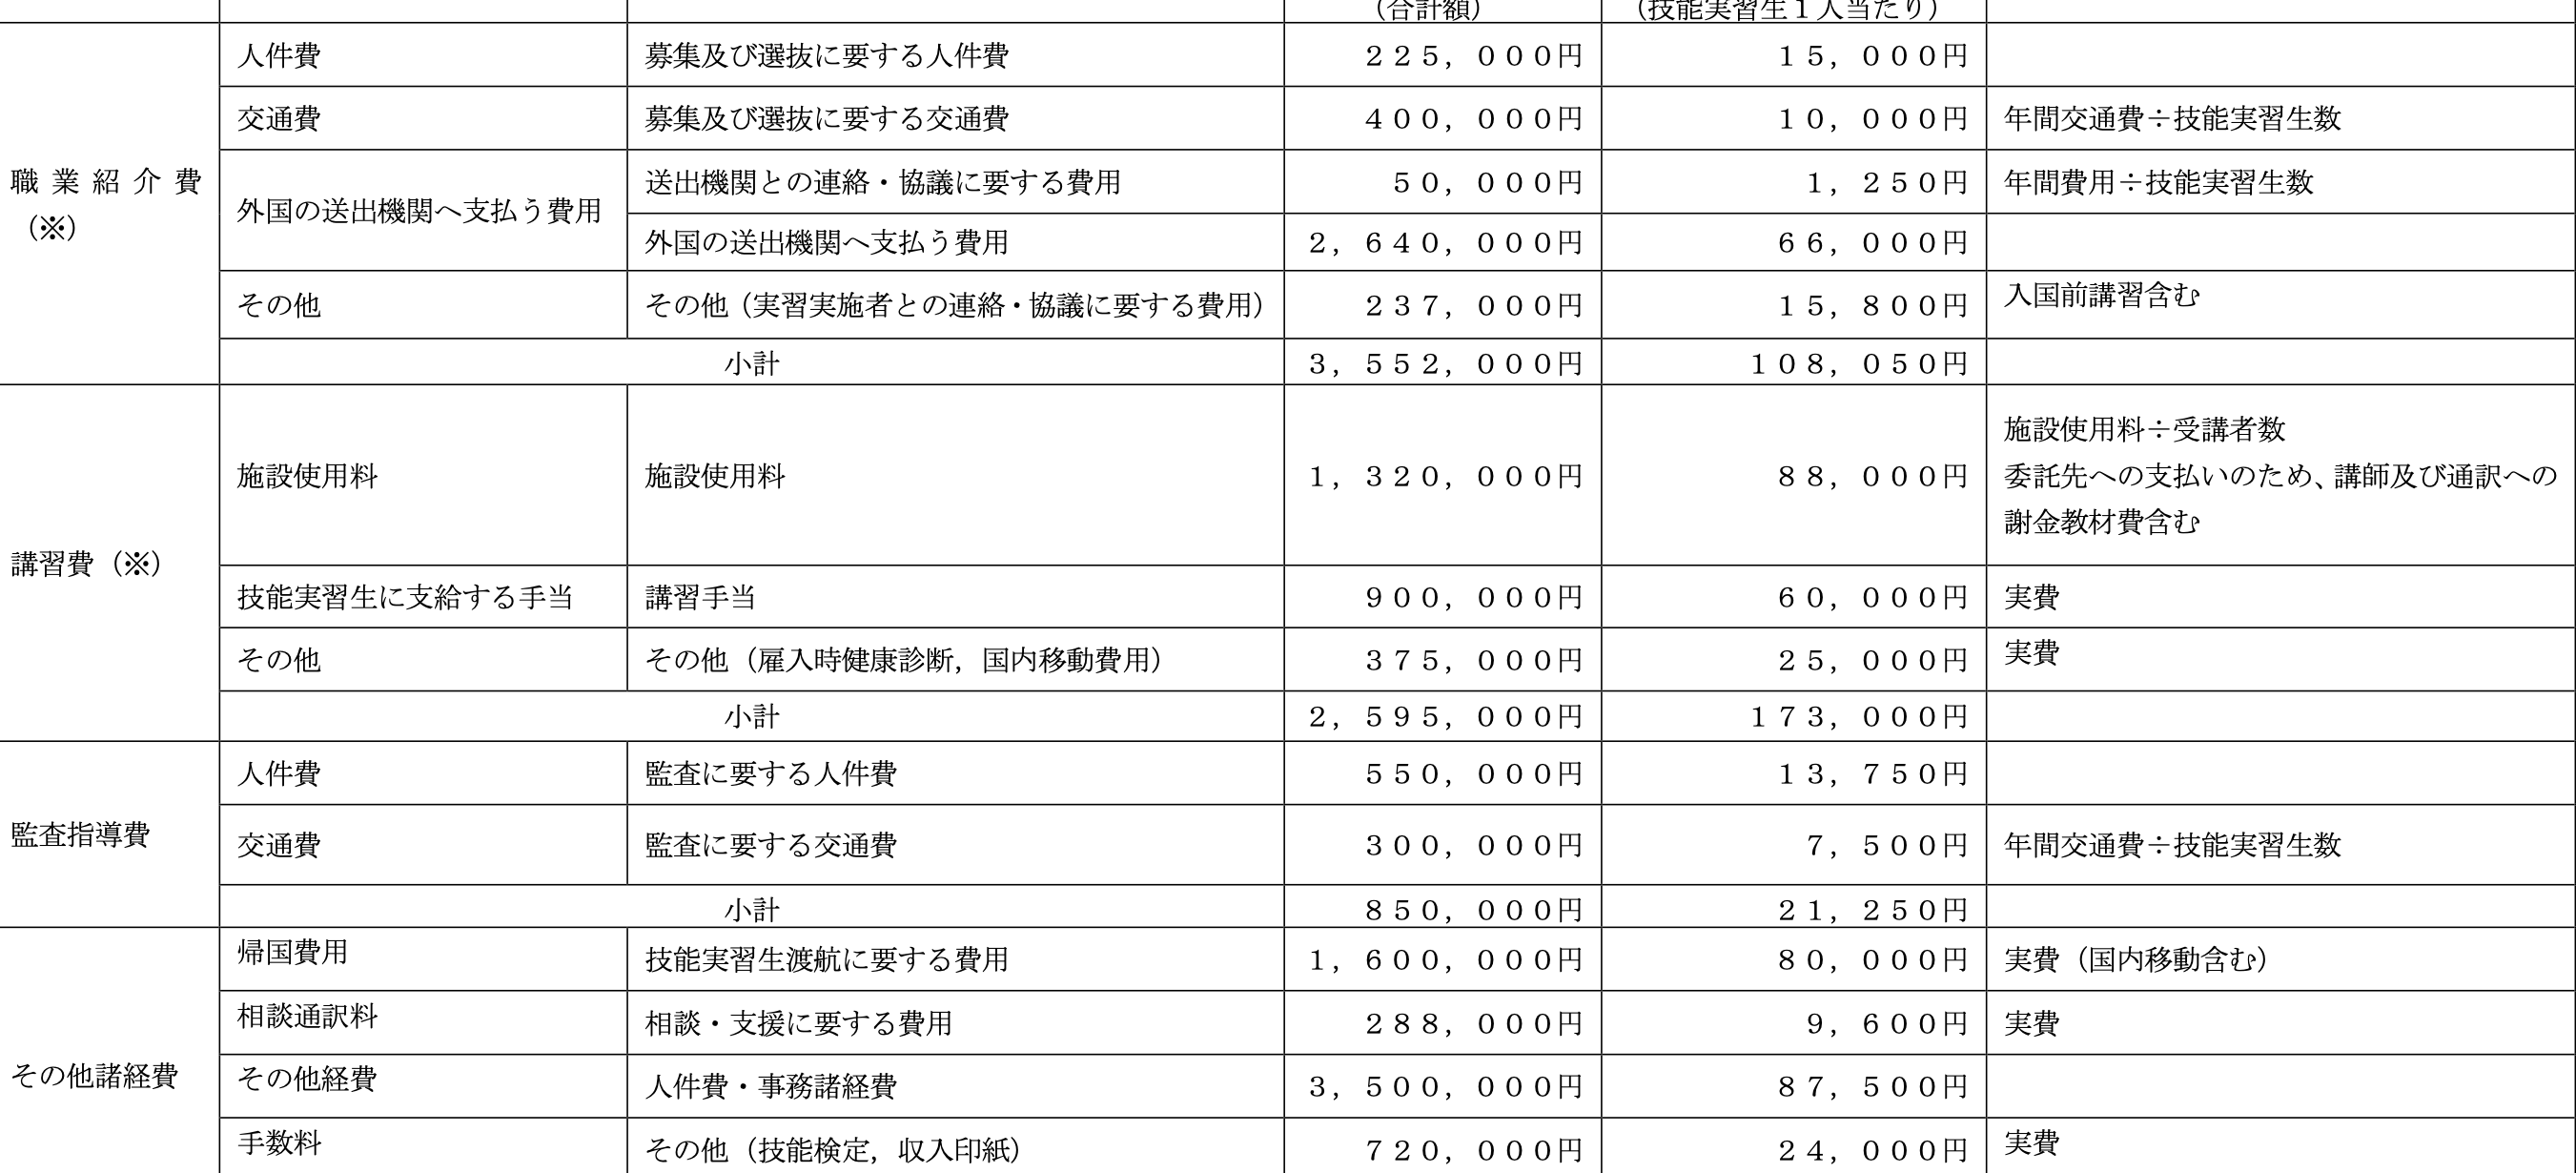 （合計額）　（技能実習生１人当たり）
人件費　募集及び選抜に要する人件費　２２５，０００円　１５，０００円
交通費　募集及び選抜に要する交通費　４００，０００円　１０，０００円　年間交通費÷技能実習生数
職業紹介費
（※）
外国の送出機関へ支払う費用
送出機関との連絡・協議に要する費用　５０，０００円　１，２５０円　年間費用÷技能実習生数
外国の送出機関へ支払う費用　２，６４０，０００円　６６，０００円
その他　その他（実習実施者との連絡・協議に要する費用）　２３７，０００円　１５，８００円　入国前講習含む
小計　３，５５２，０００円　１０８，０５０円
講習費（※）
施設使用料　施設使用料　１，３２０，０００円　８８，０００円
施設使用料÷受講者数
委託先への支払いのため、講師及び通訳への
謝金教材費含む
技能実習生に支給する手当　講習手当　９００，０００円　６０，０００円　実費
その他　その他（雇入時健康診断，国内移動費用）　３７５，０００円　２５，０００円　実費
小計　２，５９５，０００円　１７３，０００円
監査指導費
人件費　監査に要する人件費　５５０，０００円　１３，７５０円
交通費　監査に要する交通費　３００，０００円　７，５００円　年間交通費÷技能実習生数
小計　８５０，０００円　２１，２５０円
その他諸経費
帰国費用　技能実習生渡航に要する費用　１，６００，０００円　８０，０００円　実費（国内移動含む）
相談通訳料　相談・支援に要する費用　２８８，０００円　９，６００円　実費
その他経費　人件費・事務諸経費　３，５００，０００円　８７，５００円
手数料　その他（技能検定，収入印紙）　７２０，０００円　２４，０００円　実費